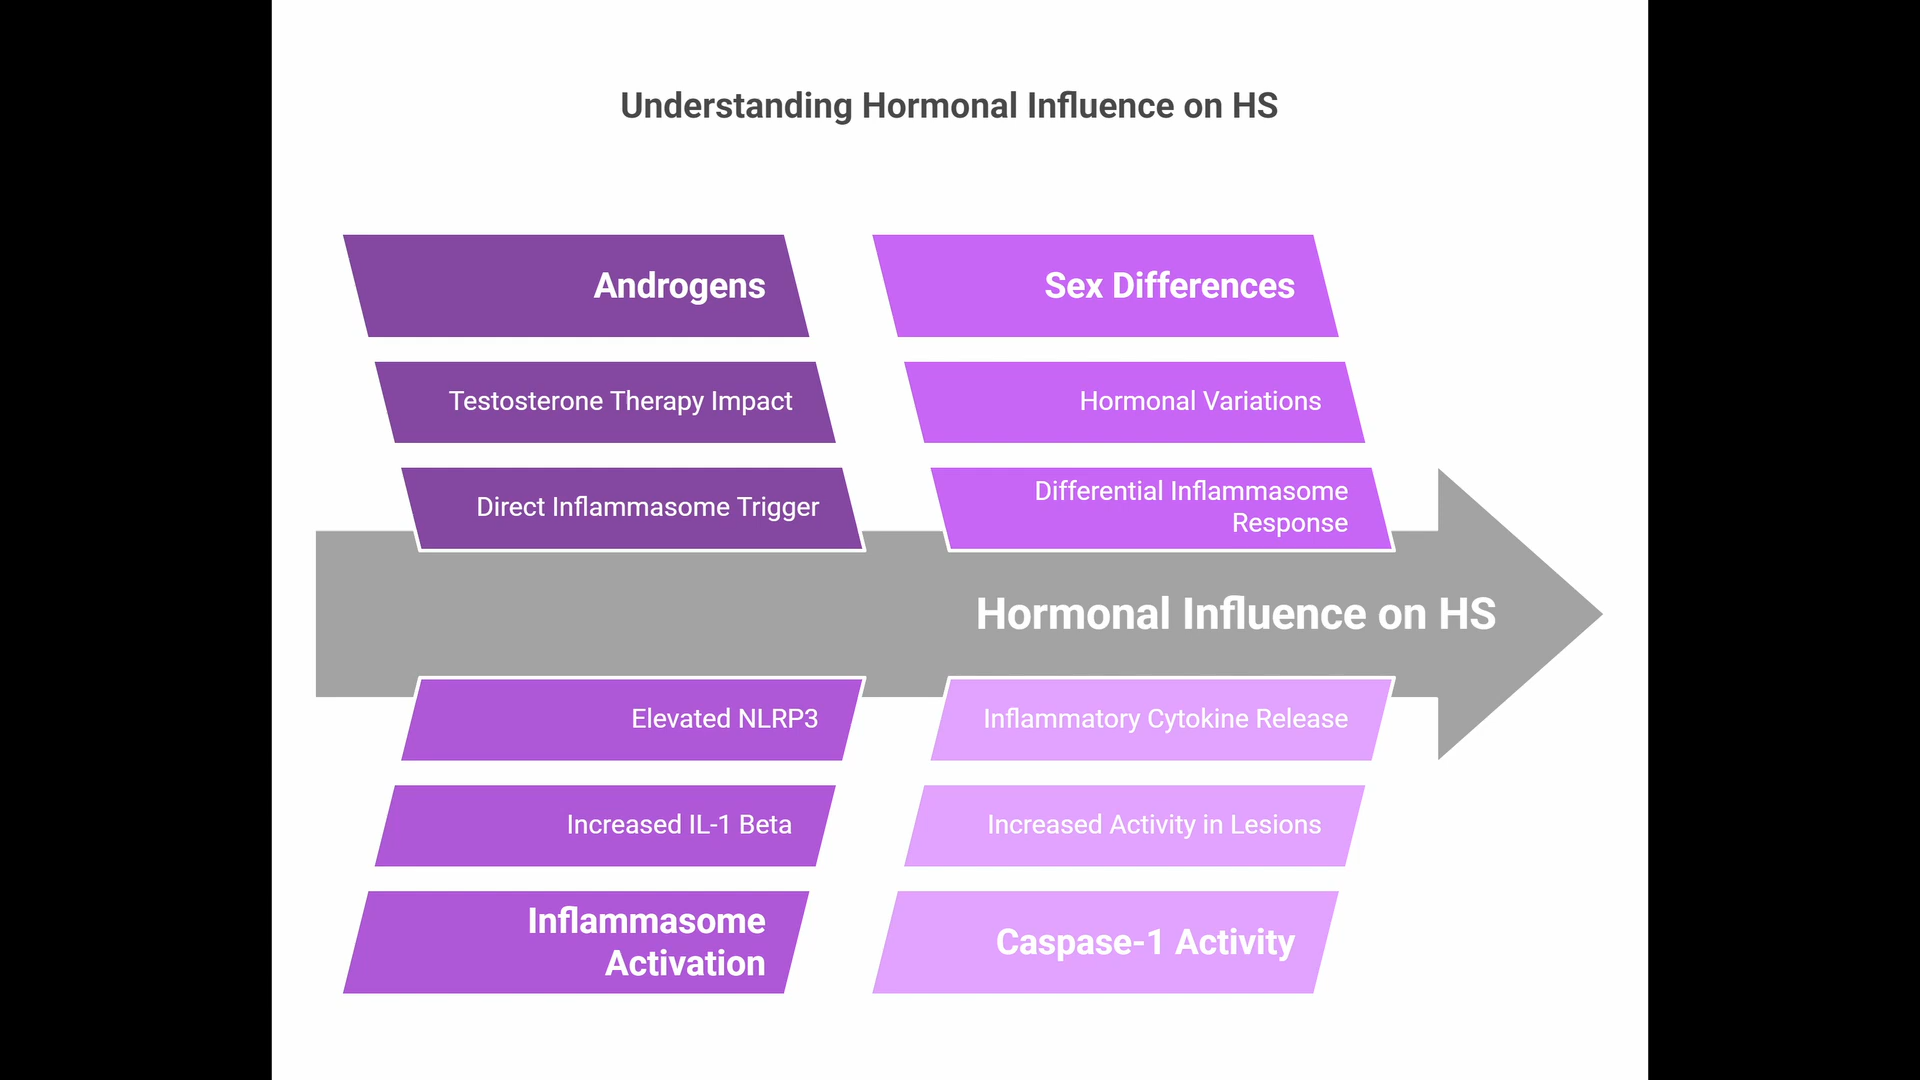 Understanding Hormonal Influence on HS
Androgens
Testosterone Therapy Impact
Direct Inflammasome Trigger
Sex Differences
Hormonal Variations
Differential Inflammasome
Response
Hormonal Influence on HS
Elevated NLRP3
Increased IL-1 Beta
Inflammasome
Activation
Inflammatory Cytokine Release
Increased Activity in Lesions
Caspase-1 Activity